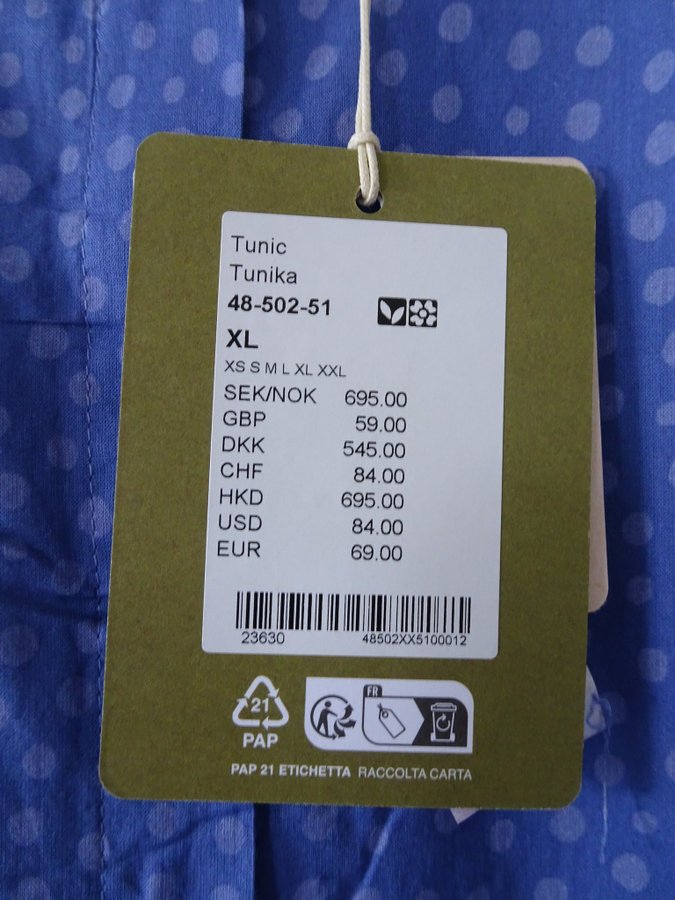 Tunic
Tunika
48-502-51
XL
XS S M L XL XXL
SEK/NOK 695.00
GBP 59.00
DKK 545.00
CHF 84.00
HKD 695.00
USD 84.00
EUR 69.00
23630 48502XX5100012
21
PAP
FR
PAP 21 ETICHETTA RACCOLTA CARTA